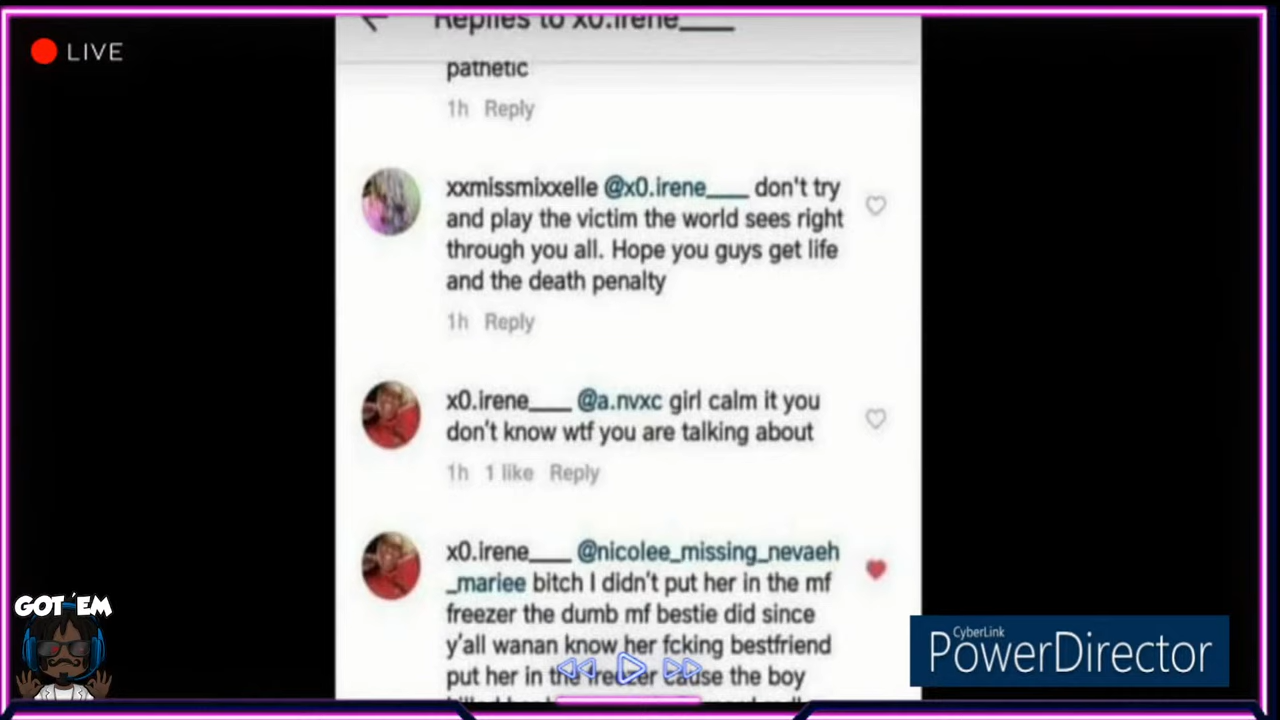 LIVE
Replies to x0.irene____
pathetic
1h Reply
xxmissmixxelle @x0.irene____ don't try
and play the victim the world sees right
through you all. Hope you guys get life
and the death penalty
1h Reply
x0.irene____ @a.nvxc girl calm it you
don't know wtf you are talking about
1h 1 like Reply
x0.irene____ @nicolee_missing_nevaeh
_mariee bitch I didn't put her in the mf
freezer the dumb mf bestie did since
y'all wanan know her fcking bestfriend
put her in the freezer cause the boy
GOT 'EM
CyberLink
PowerDirector